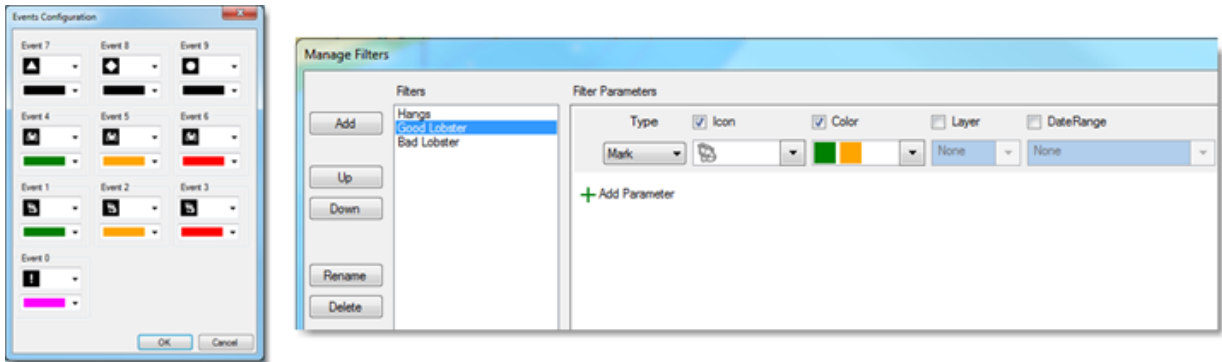 Events Configuration
Event 7 Event 8 Event 9
Event 4 Event 5 Event 6
Event 1 Event 2 Event 3
Event 0
OK Cancel
Manage Filters
Filters Filter Parameters
Add
Up
Down
Rename
Delete
Hangs
Good Lobster
Bad Lobster
Type Icon Color Layer DateRange
Mark None None
Add Parameter